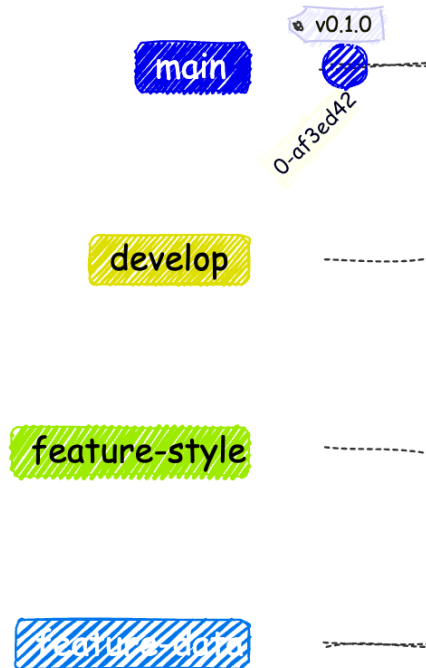 v0.1.0
main
0-af3ed42
develop
feature-style
feature-data